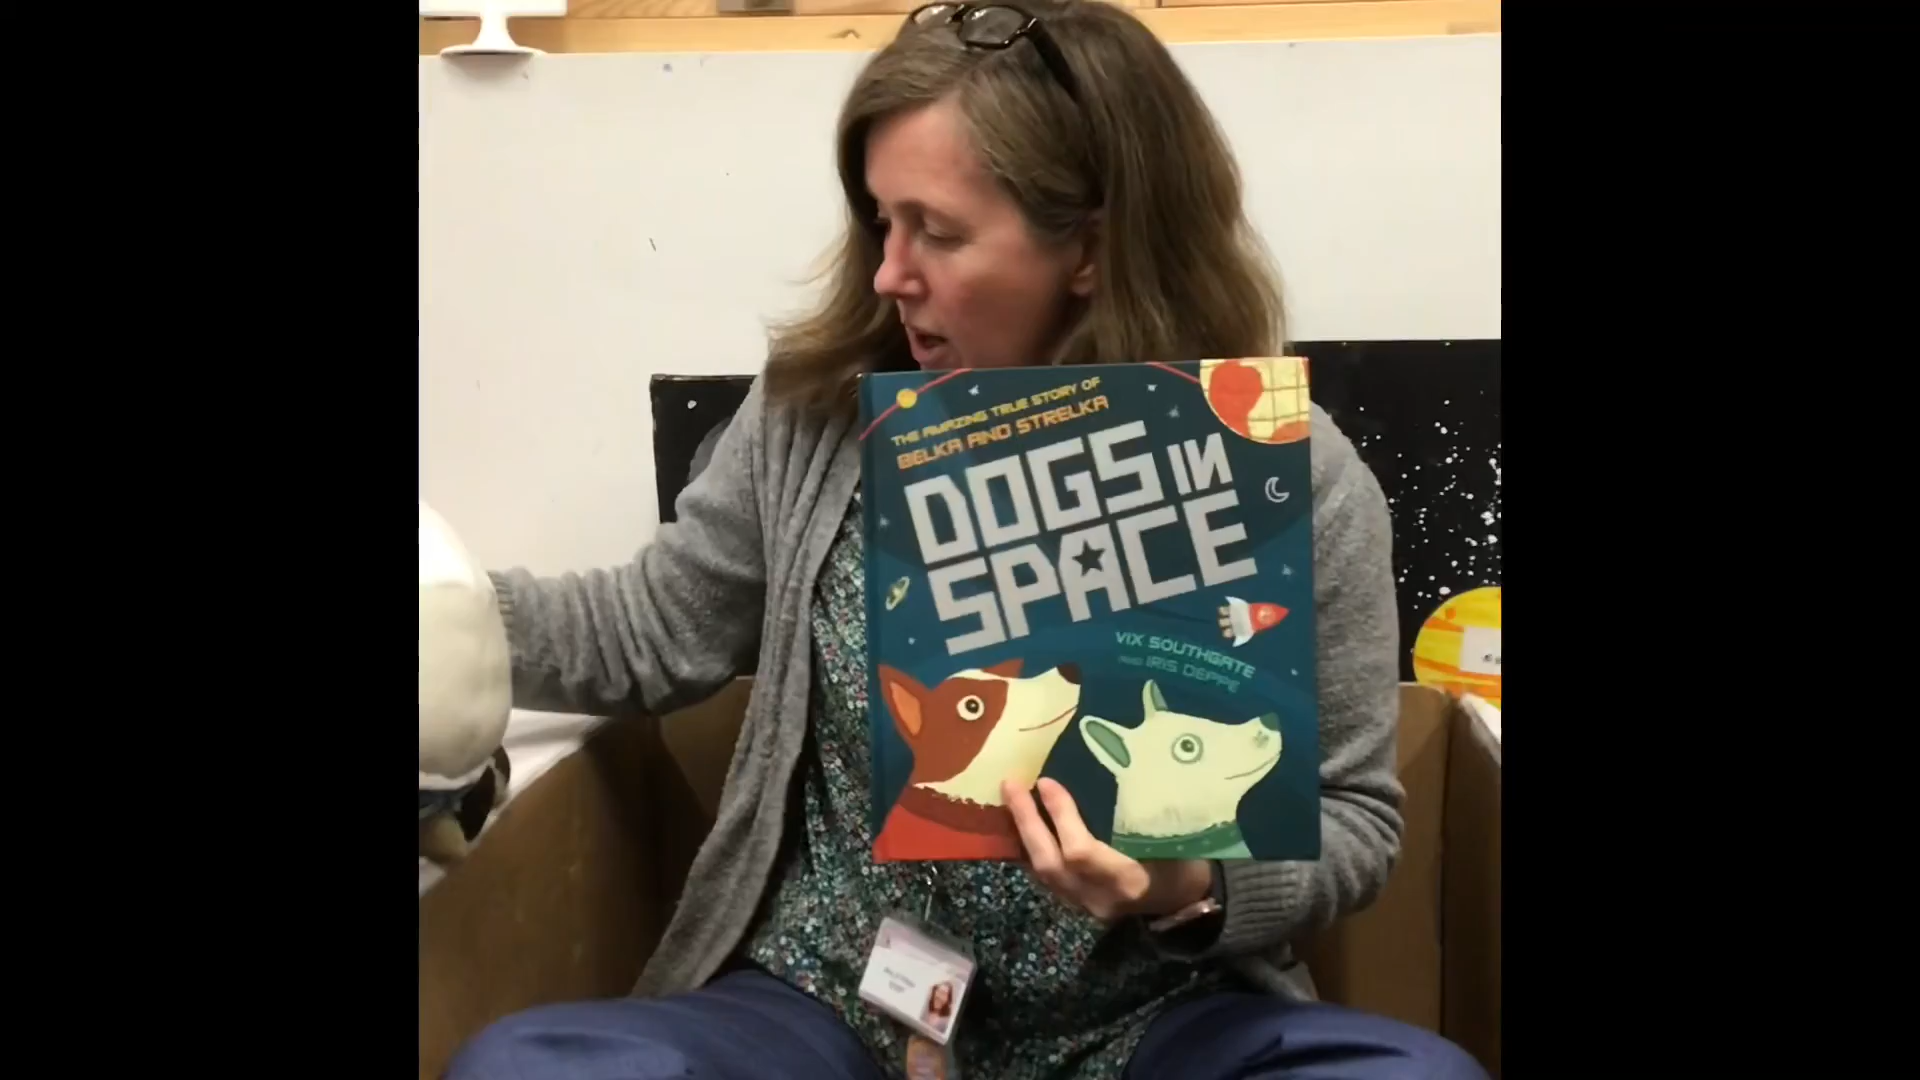 THE AMAZING TRUE STORY OF
BELKA AND STRELKA
DOGS IN
SPACE
VIX SOUTHGATE
AND IRIS DEPPE